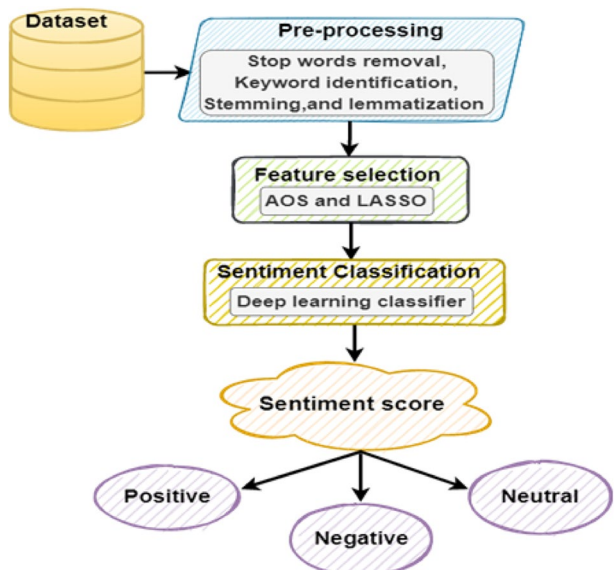 Dataset
Pre-processing
Stop words removal,
Keyword identification,
Stemming,and lemmatization
Feature selection
AOS and LASSO
Sentiment Classification
Deep learning classifier
Sentiment score
Positive
Negative
Neutral